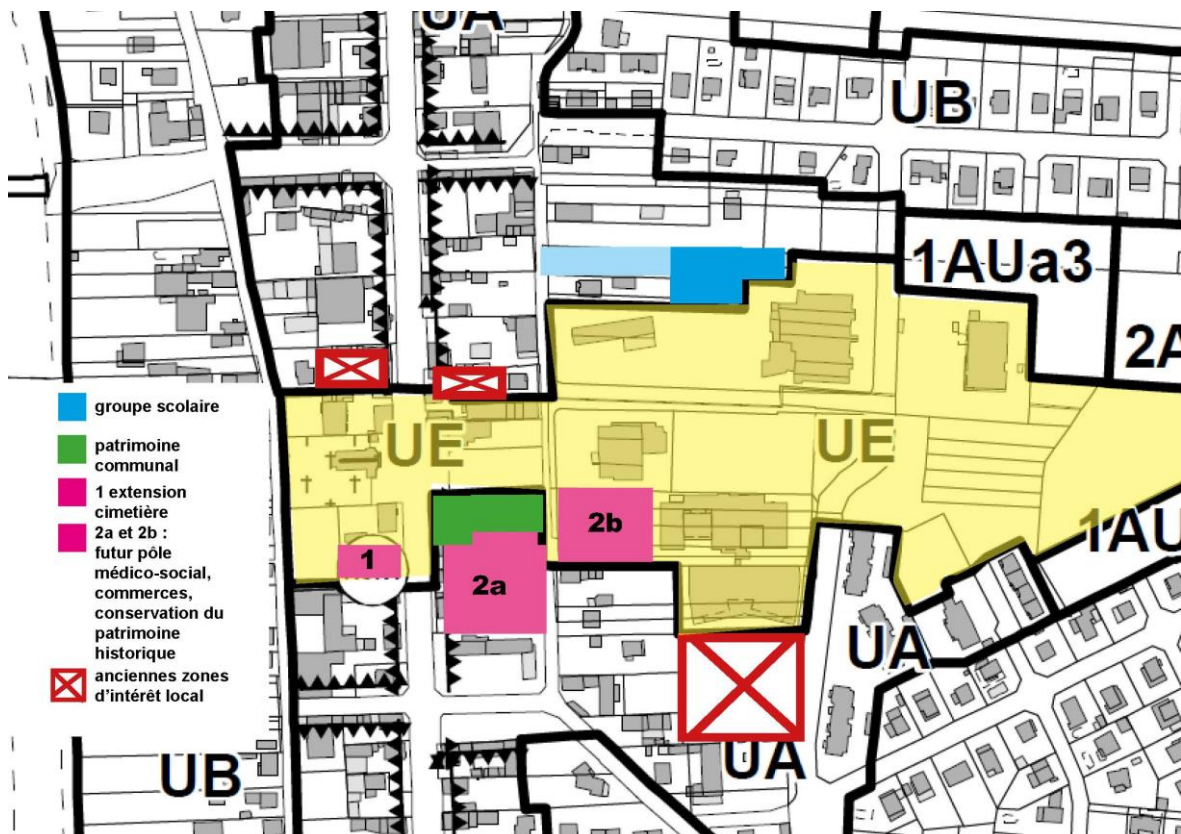 UA
UB
1AUa3
2A
groupe scolaire
patrimoine
communal
1 extension
cimetière
2a et 2b :
futur pôle
médico-social,
commerces,
conservation du
patrimoine
historique
anciennes zones
d'intérêt local
UE
UE
1
2a
2b
1AU
UA
UA
UB